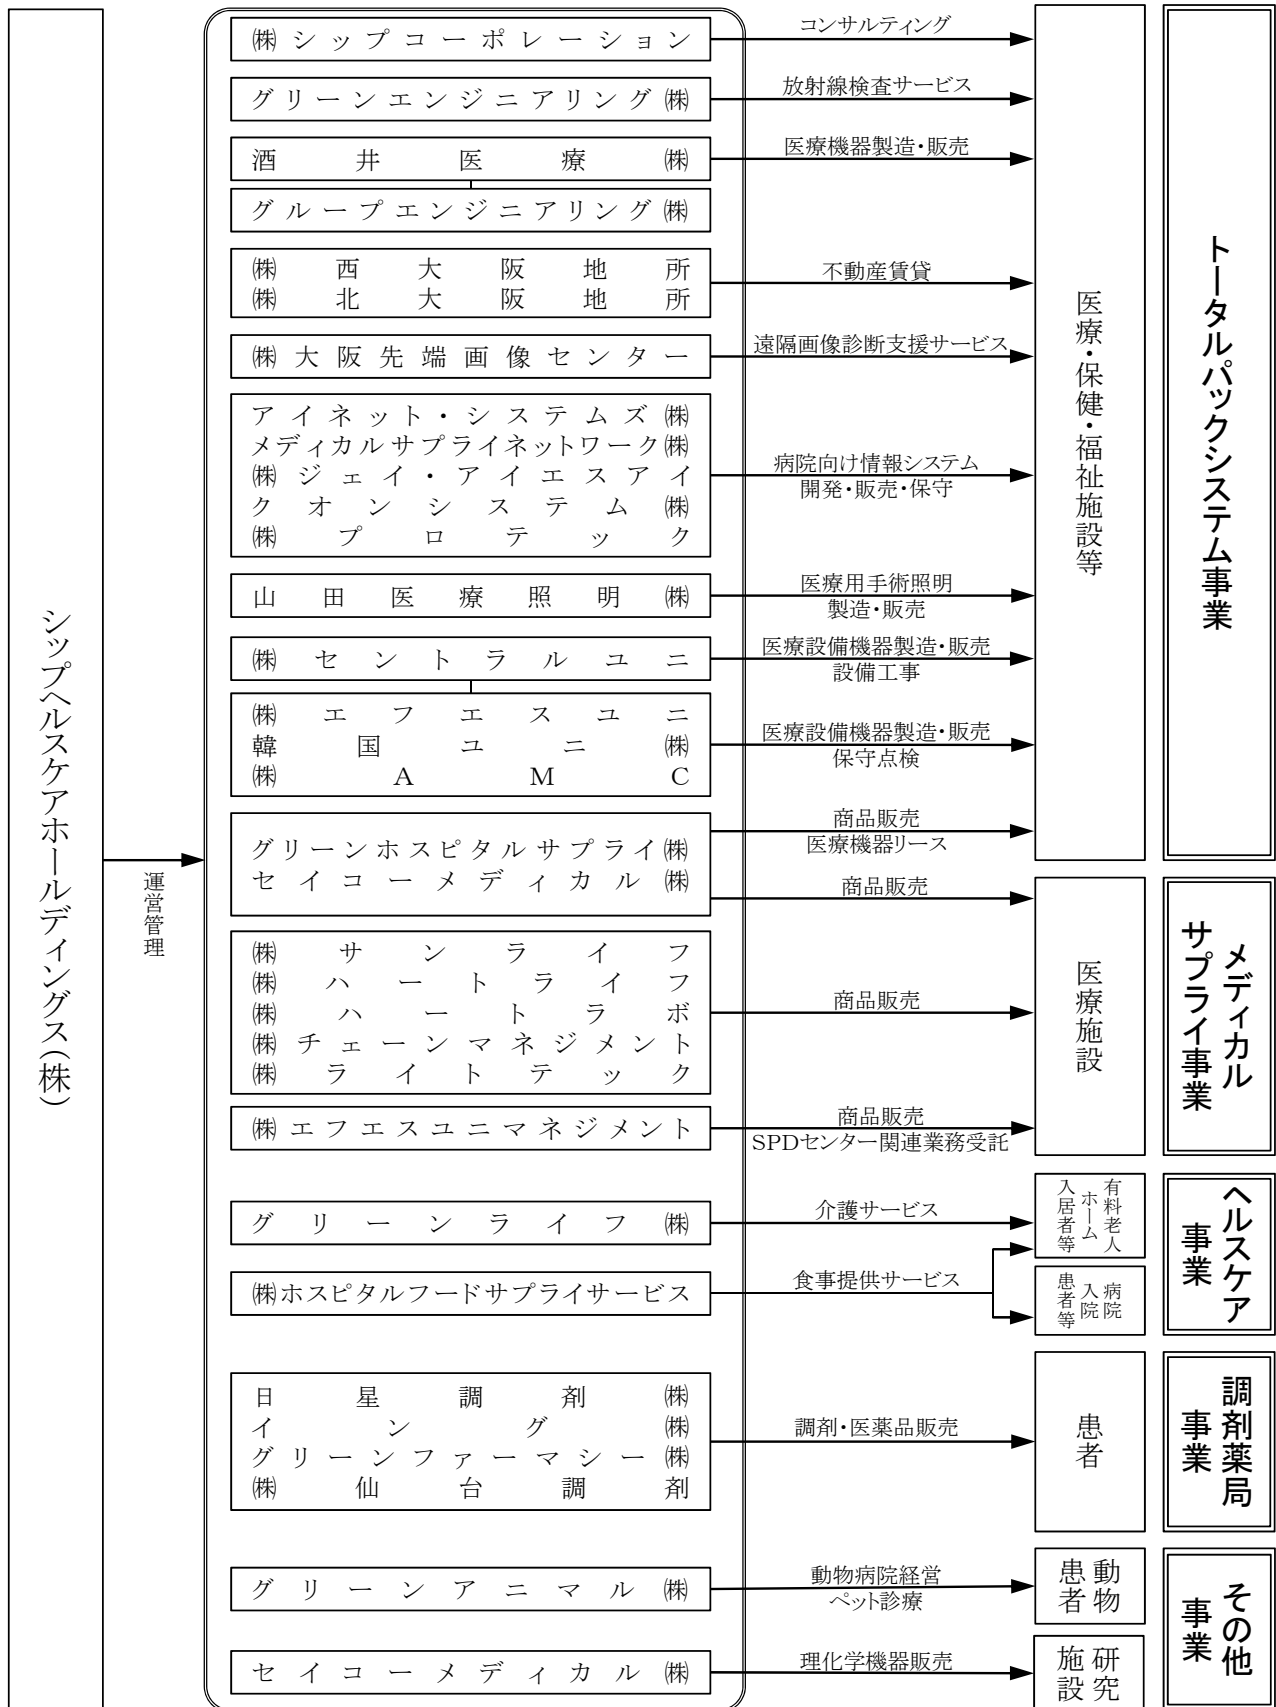 シップヘルスケアホールディングス(株)
運営管理
㈱シップコーポレーション
コンサルティング
グリーンエンジニアリング㈱
放射線検査サービス
酒井医療㈱
医療機器製造・販売
グループエンジニアリング㈱
㈱西大阪地所
㈱北大阪地所
不動産賃貸
㈱大阪先端画像センター
遠隔画像診断支援サービス
アイネット・システムズ㈱
メディカルサプライネットワーク㈱
㈱ジェイ・アイエスアイ
クオンシステム㈱
㈱プロテック
病院向け情報システム
開発・販売・保守
山田医療照明㈱
医療用手術照明
製造・販売
㈱セントラルユニ
医療設備機器製造・販売
設備工事
㈱エフエスユニ
韓国ユニ㈱
㈱AMC
医療設備機器製造・販売
保守点検
グリーンホスピタルサプライ㈱
セイコーメディカル㈱
商品販売
医療機器リース
商品販売
医療・保健・福祉施設等
トータルパックシステム事業
㈱サンライフ
㈱ハートライフ
㈱ハートラボ
㈱チェーンマネジメント
㈱ライトテック
商品販売
㈱エフエスユニマネジメント
商品販売
SPDセンター関連業務受託
医療施設
メディカル
サプライ事業
グリーンライフ㈱
介護サービス
有料老人
ホーム
入居者等
㈱ホスピタルフードサプライサービス
食事提供サービス
病院
入院
患者等
ヘルスケア
事業
日星調剤㈱
イング㈱
グリーンファーマシー㈱
㈱仙台調剤
調剤・医薬品販売
患者
調剤薬局
事業
グリーンアニマル㈱
動物病院経営
ペット診療
動物
患者
セイコーメディカル㈱
理化学機器販売
研究
施設
その他
事業